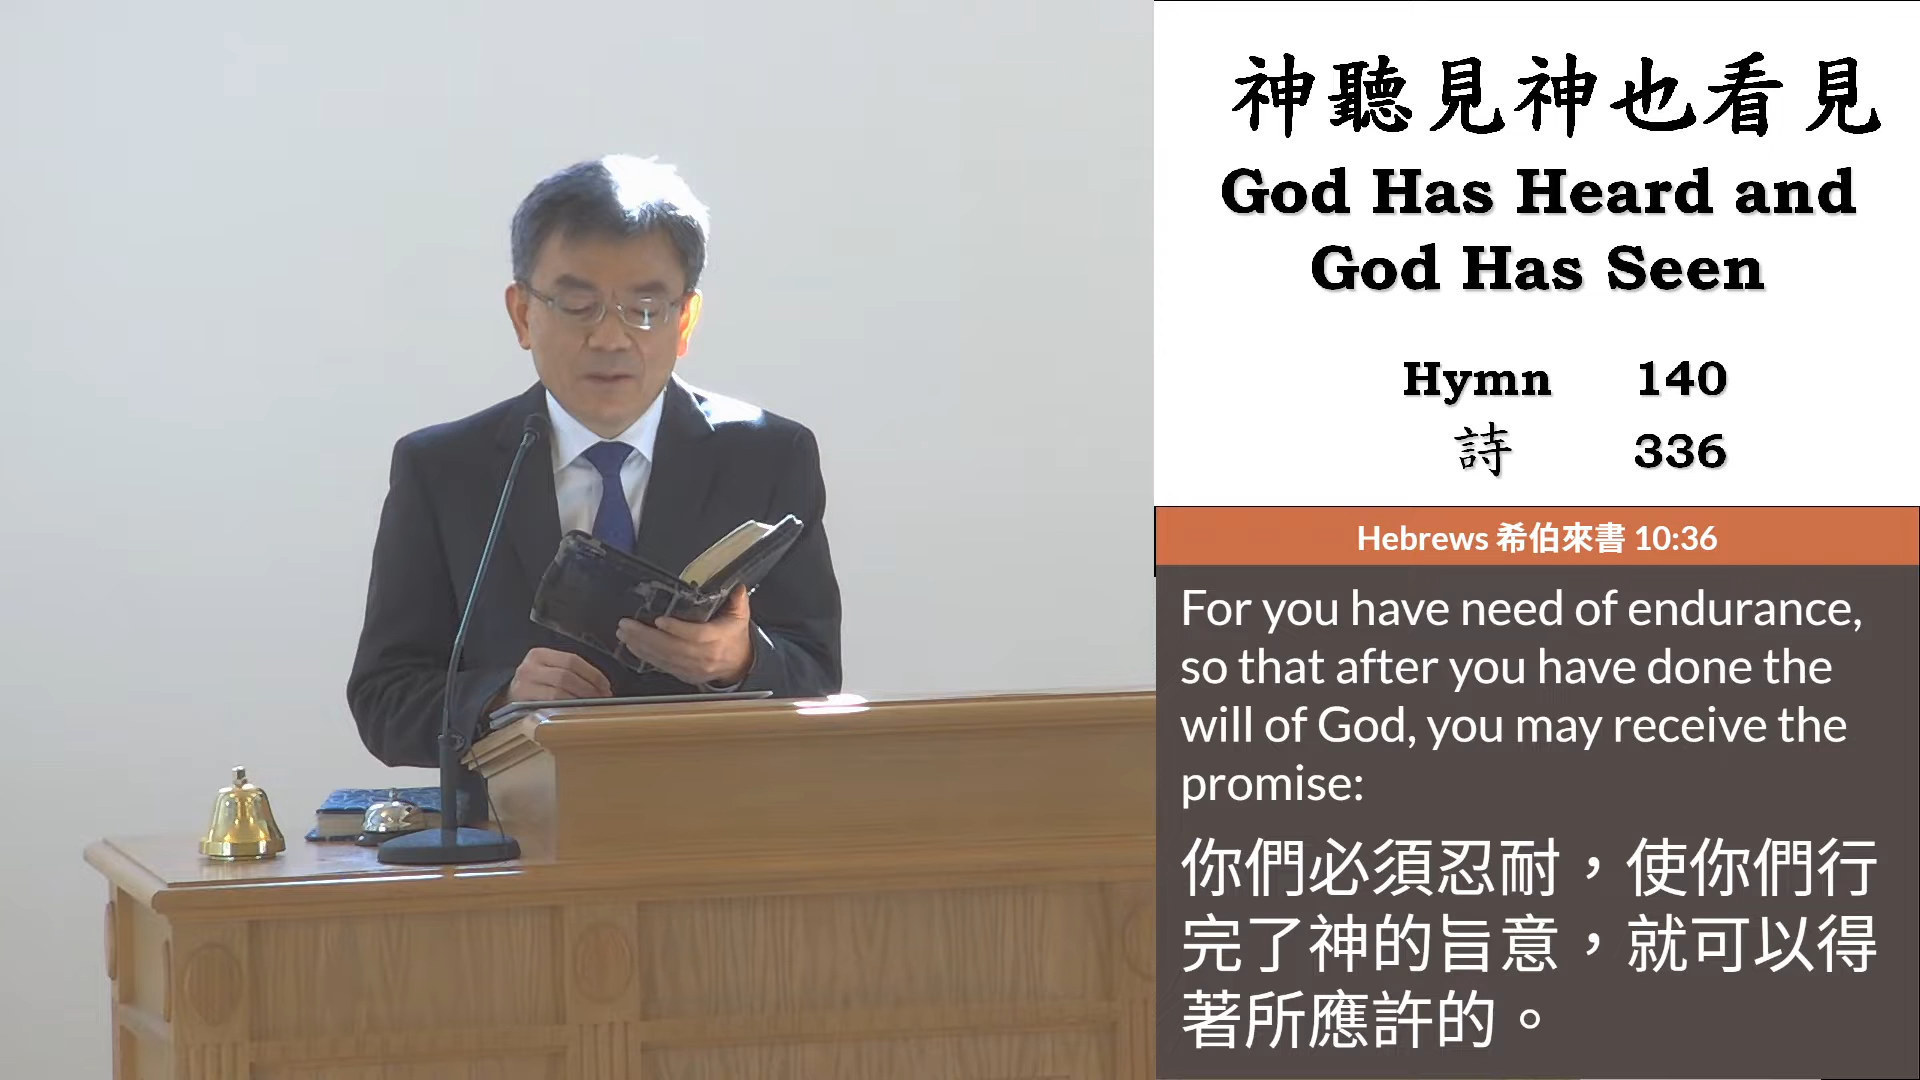 神聽見神也看見
God Has Heard and
God Has Seen
Hymn 140
詩 336
Hebrews 希伯來書 10:36
For you have need of endurance,
so that after you have done the
will of God, you may receive the
promise:
你們必須忍耐，使你們行
完了神的旨意，就可以得
著所應許的。